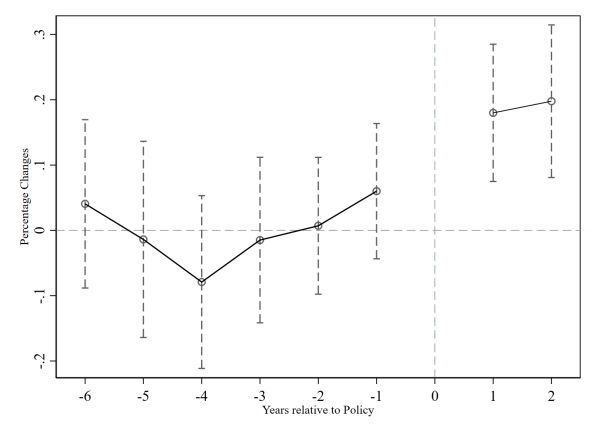 .3
.2
.1
0
-.1
-.2
Percentage Changes
-6 -5 -4 -3 -2 -1 0 1 2
Years relative to Policy